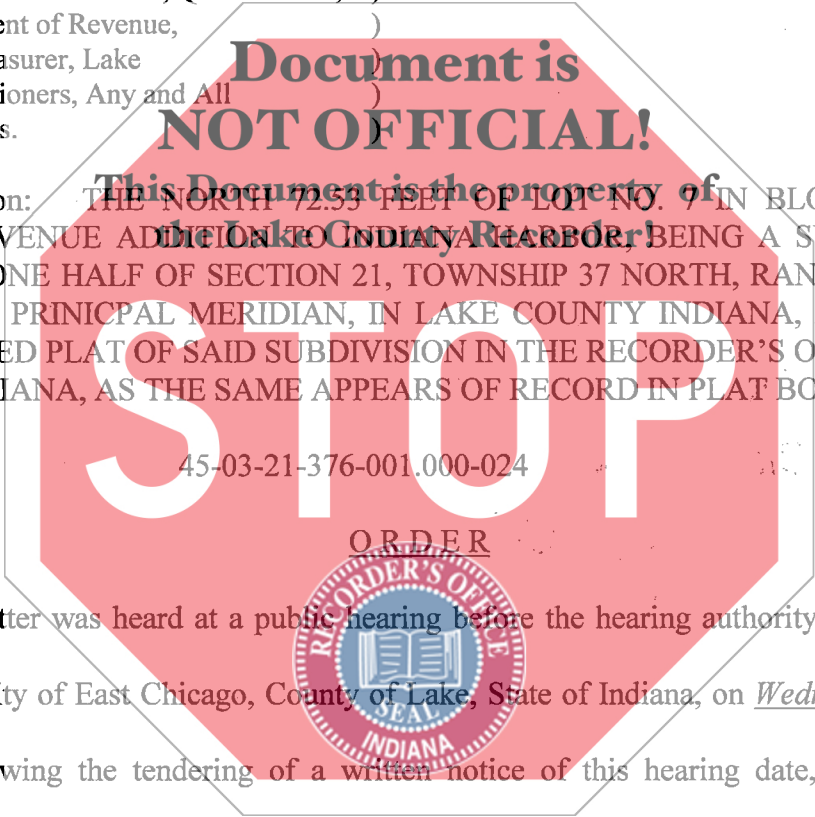 ent of Revenue, )
asurer, Lake )
ioners, Any and All )
s. )
Document is
NOT OFFICIAL!
This Document is the property of
the Lake County Recorder!
on: THE NORTH 72.53 FEET OF LOT NO. 7 IN BLO
VENUE ADDITION TO INDIANA HARBOR, BEING A S
ONE HALF OF SECTION 21, TOWNSHIP 37 NORTH, RAN
PRINICPAL MERIDIAN, IN LAKE COUNTY INDIANA,
ED PLAT OF SAID SUBDIVISION IN THE RECORDER'S O
IANA, AS THE SAME APPEARS OF RECORD IN PLAT BO
STOP
45-03-21-376-001.000-024
O R D E R
tter was heard at a public hearing before the hearing authority
ity of East Chicago, County of Lake, State of Indiana, on Wedn
wing the tendering of a written notice of this hearing date,
RECORDER'S OFFICE
SEAL
INDIANA